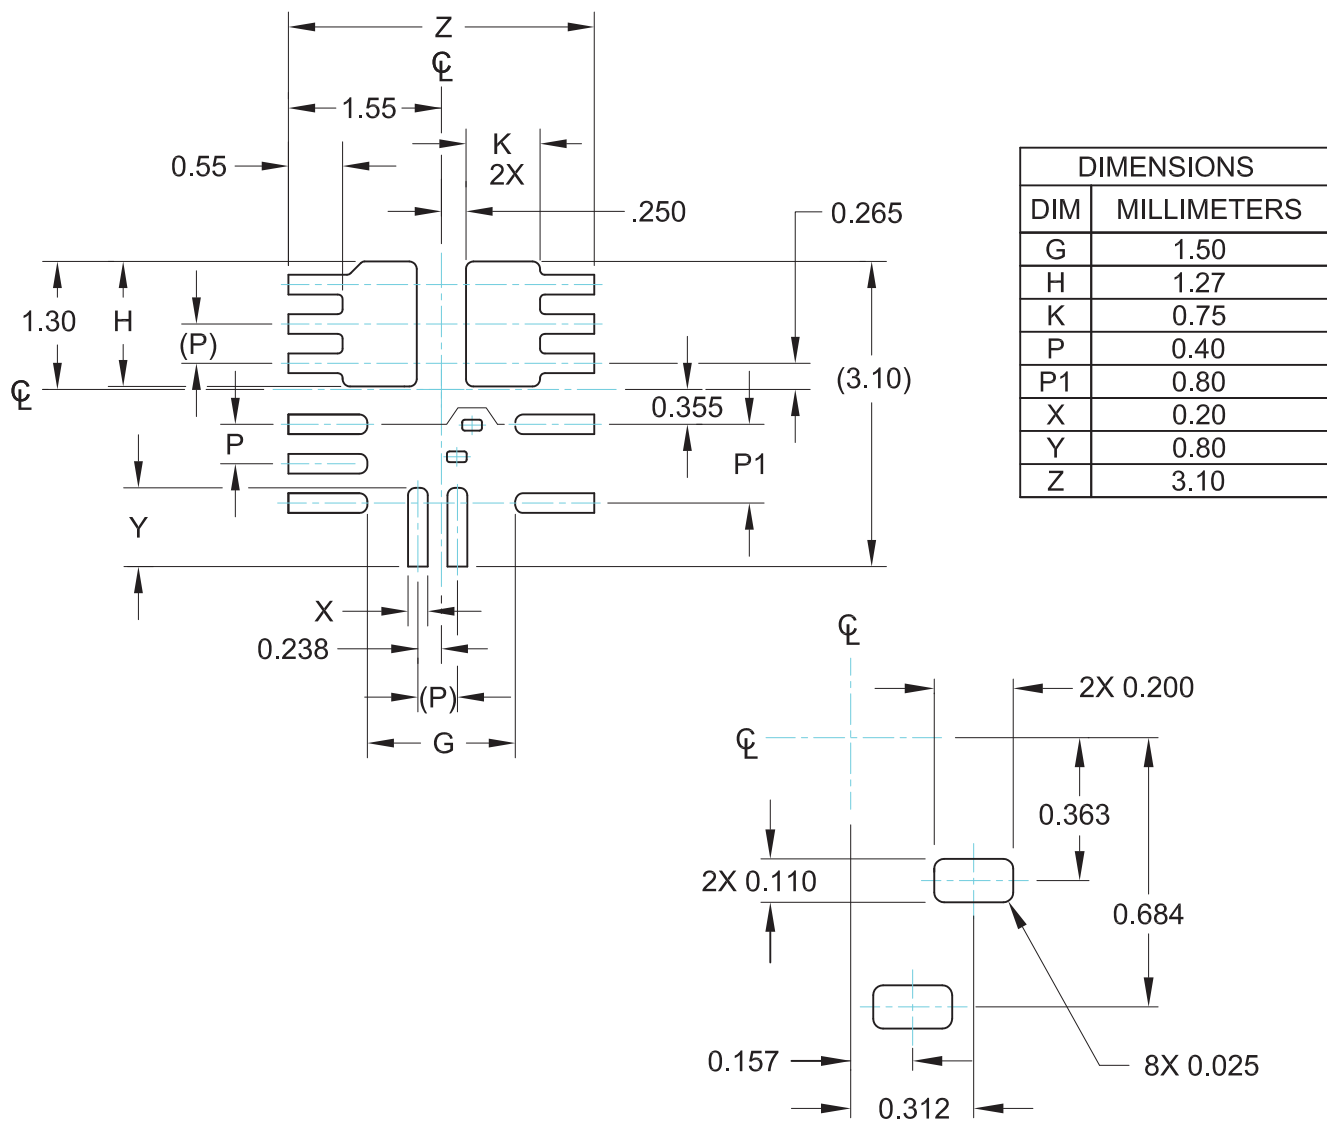 Z
℄
1.55
K
2X
0.55
.250
0.265
1.30
H
(P)
(3.10)
℄
0.355
P
P1
Y
X
0.238
(P)
G
DIMENSIONS
DIM MILLIMETERS
G 1.50
H 1.27
K 0.75
P 0.40
P1 0.80
X 0.20
Y 0.80
Z 3.10
℄
2X 0.200
℄
0.363
2X 0.110
0.684
0.157
8X 0.025
0.312